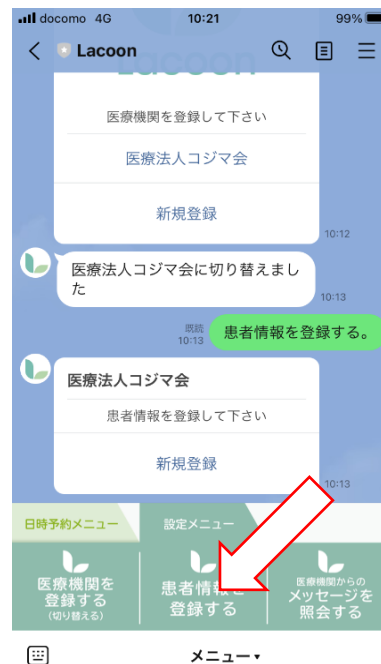 docomo 4G 10:21 99%
Lacoon
Lacoon
医療機関を登録して下さい
医療法人コジマ会
新規登録
10:12
医療法人コジマ会に切り替えまし
た
10:13
既読
10:13
患者情報を登録する。
医療法人コジマ会
患者情報を登録して下さい
新規登録
10:13
日時予約メニュー
設定メニュー
医療機関を
登録する
(切り替える)
患者情報を
登録する
医療機関からの
メッセージを
照会する
メニュー▾